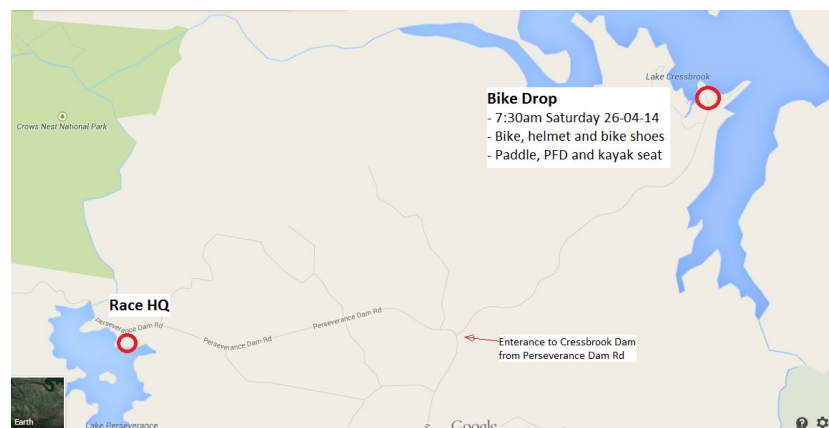 Lake Cressbrook
Bike Drop
- 7:30am Saturday 26-04-14
- Bike, helmet and bike shoes
- Paddle, PFD and kayak seat
Crows Nest National Park
Race HQ
Perseverance Dam Rd
Perseverance Dam Rd
Perseverance Dam Rd
Entrance to Cressbrook Dam
from Perseverance Dam Rd
Earth
Lake Perseverance
Google
?